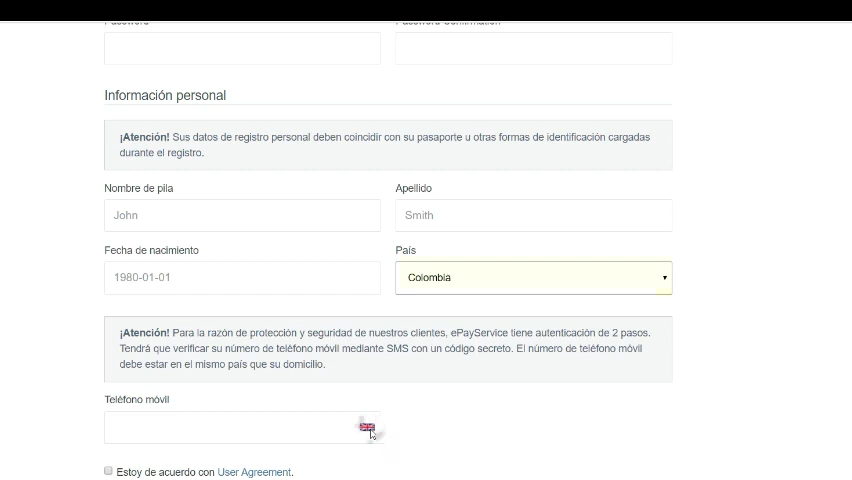 Información personal
¡Atención! Sus datos de registro personal deben coincidir con su pasaporte u otras formas de identificación cargadas
durante el registro.
Nombre de pila Apellido
John Smith
Fecha de nacimiento País
1980-01-01 Colombia
¡Atención! Para la razón de protección y seguridad de nuestros clientes, ePayService tiene autenticación de 2 pasos.
Tendrá que verificar su número de teléfono móvil mediante SMS con un código secreto. El número de teléfono móvil
debe estar en el mismo país que su domicilio.
Teléfono móvil
Estoy de acuerdo con User Agreement.